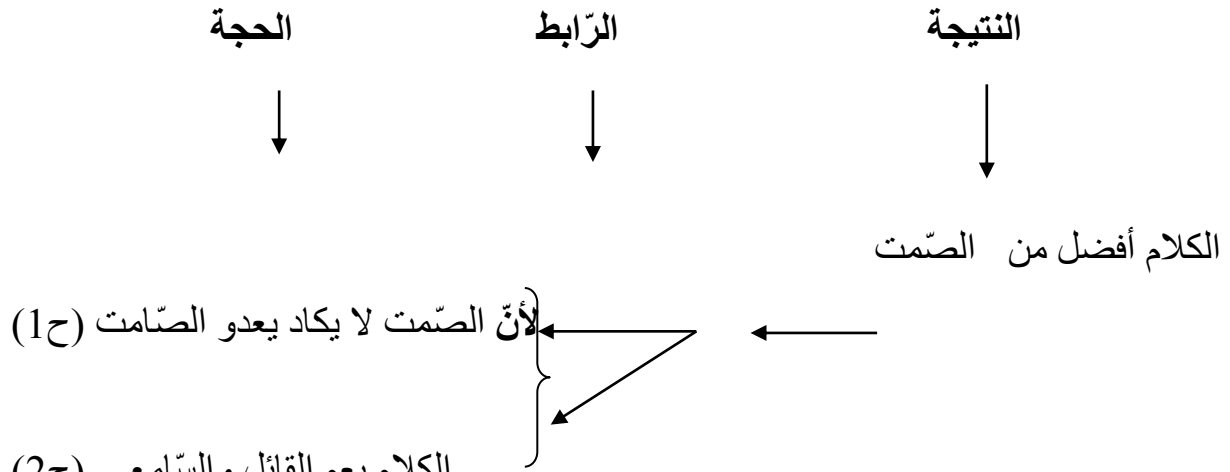 النتيجة الرّابط الحجة
الكلام أفضل من الصّمت
لأنّ الصّمت لا يكاد يعدو الصّامت (ح1)
الكلام يعم القائل والسّامع (ح2)